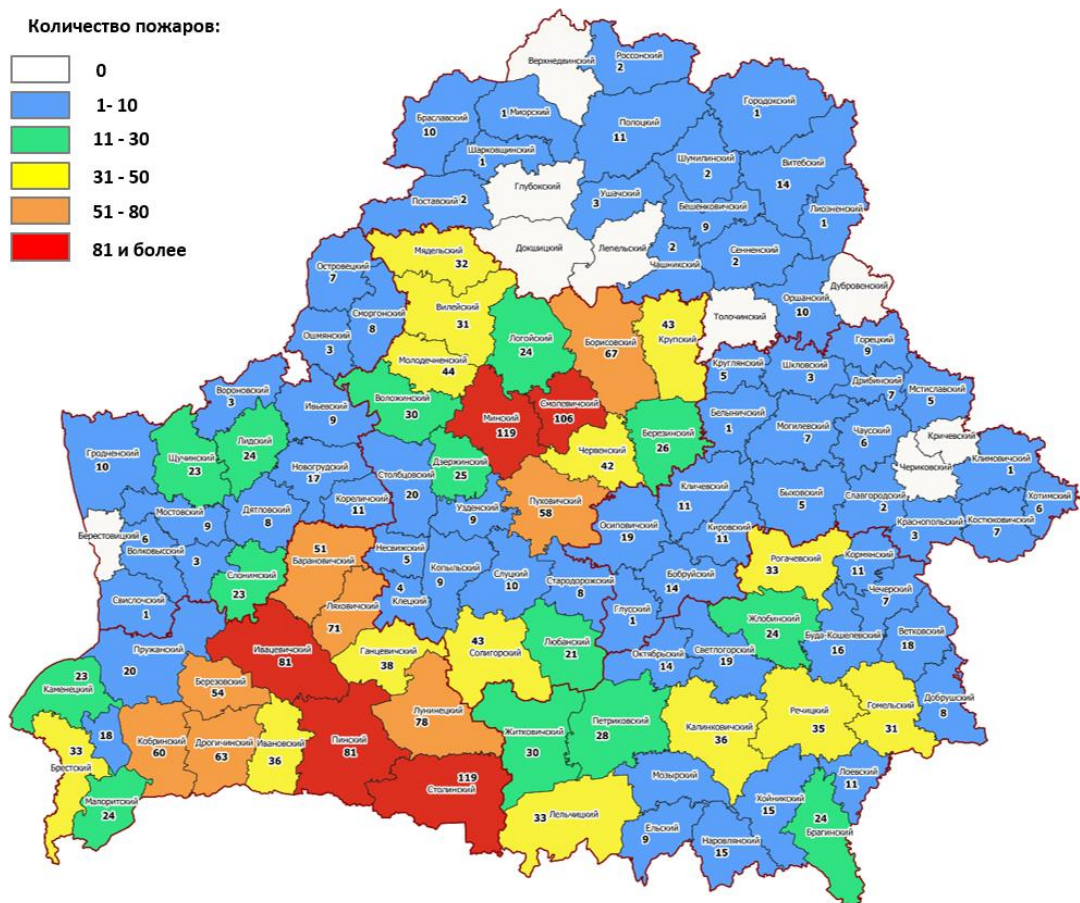 Количество пожаров:
0
1- 10
11 - 30
31 - 50
51 - 80
81 и более
Верхнедвинский
Россонский
2
Браславский
10
1 Миорский
Полоцкий
11
Городокский
1
Шарковщинский
1
Шумилинский
2
Витебский
14
Глубокский
Поставский 2
Ушачский
3
Бешенковичский
9
Лиозненский
1
Докшицкий
Лепельский
2
Чашникский
Сенненский
2
Мядельский
32
Островецкий
7
Дубровенский
Оршанский
10
Вилейский
31
Сморгонский
8
Логойский
24
Борисовский
67
43
Крупский
Толочинский
Ошмянский
3
Молодечненский
44
Круглянский
5
Шкловский
3
Горецкий
9
Дрибинский
7
Мстиславский
5
Вороновский
3
Ивьевский
9
Воложинский
30
Минский
119
Смолевичский
106
Белыничский
1
Могилевский
7
Чаусский
6
Кричевский
Червенский
42
Березинский
26
Гродненский
10
Щучинский
23
Лидский
24
Новогрудский
17
Столбцовский
20
Дзержинский
25
Чериковский
Климовичский
1
Мостовский
9
Дятловский
8
Кореличский
11
Узденский
9
Пуховичский
58
Осиповичский
19
Кличевский
11
Быховский
5
Славгородский
2
Хотимский
6
Берестовицкий
6
Волковысский
3
Кировский
11
Краснопольский
3
Костюковичский
7
51
Барановичский
Несвижский
5
Слонимский
23
4
Клецкий
Копыльский
9
Слуцкий
10
Стародорожский
8
Бобруйский
14
Рогачевский
33
Кормянский
11
Чечерский
7
Свислочский
1
Ляховичский
71
Глусский
1
Пружанский
20
Ивацевичский
81
Ганцевичский
38
43
Солигорский
Любанский
21
Октябрьский
14
Светлогорский
19
Жлобинский
24
Буда-Кошелевский
16
Ветковский
18
23
Каменецкий
Березовский
54
Лунинецкий
78
Добрушский
8
18
Кобринский
60
Дрогичинский
63
Ивановский
36
Пинский
81
Житковичский
30
Петриковский
28
Калинковичский
36
Речицкий
35
Гомельский
31
33
Брестский
Малоритский
24
119
Столинский
33 Лельчицкий
Мозырский
Лоевский
11
Хойникский
15
Ельский
9
Наровлянский
15
24
Брагинский